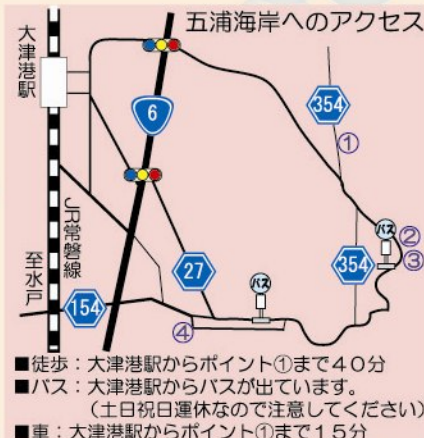 五浦海岸へのアクセス
大津港駅
6
354
①
バス
②
③
JR常磐線
至水戸
27
354
バス
154
④
■徒歩：大津港駅からポイント①まで４０分
■バス：大津港駅からバスが出ています。
（土日祝日運休なので注意してください）
■車：大津港駅からポイント①まで１５分